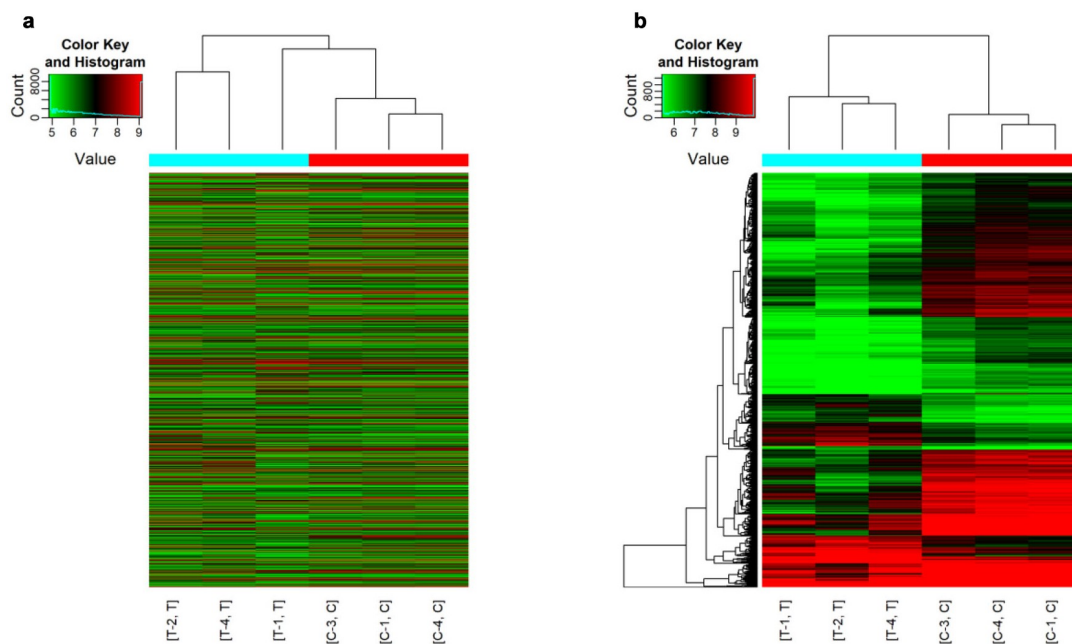 a
Color Key
and Histogram
Count
0 8000
5 6 7 8 9
Value
[T-2, T]
[T-4, T]
[T-1, T]
[C-3, C]
[C-1, C]
[C-4, C]
b
Color Key
and Histogram
Count
0 800
6 7 8 9
Value
[T-1, T]
[T-2, T]
[T-4, T]
[C-3, C]
[C-4, C]
[C-1, C]